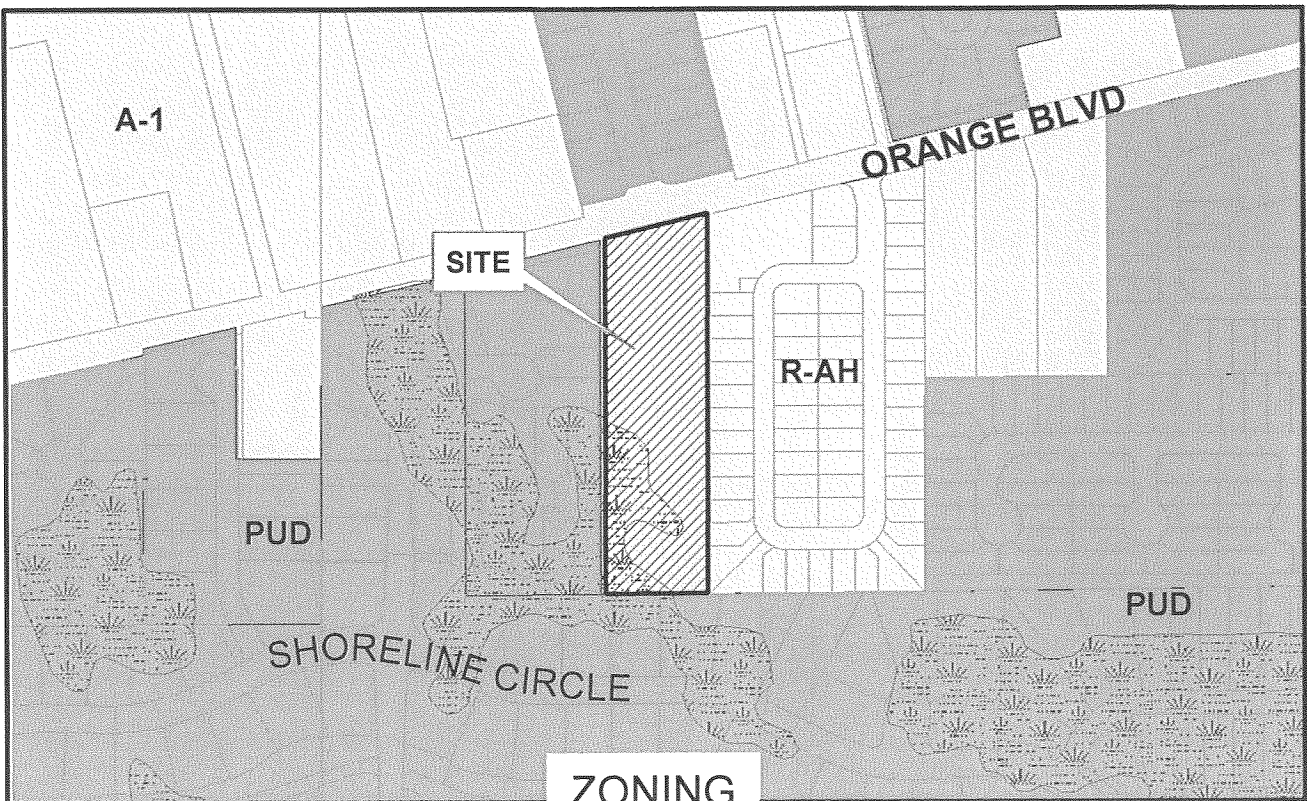 A-1
ORANGE BLVD
SITE
R-AH
PUD
PUD
SHORELINE CIRCLE
ZONING